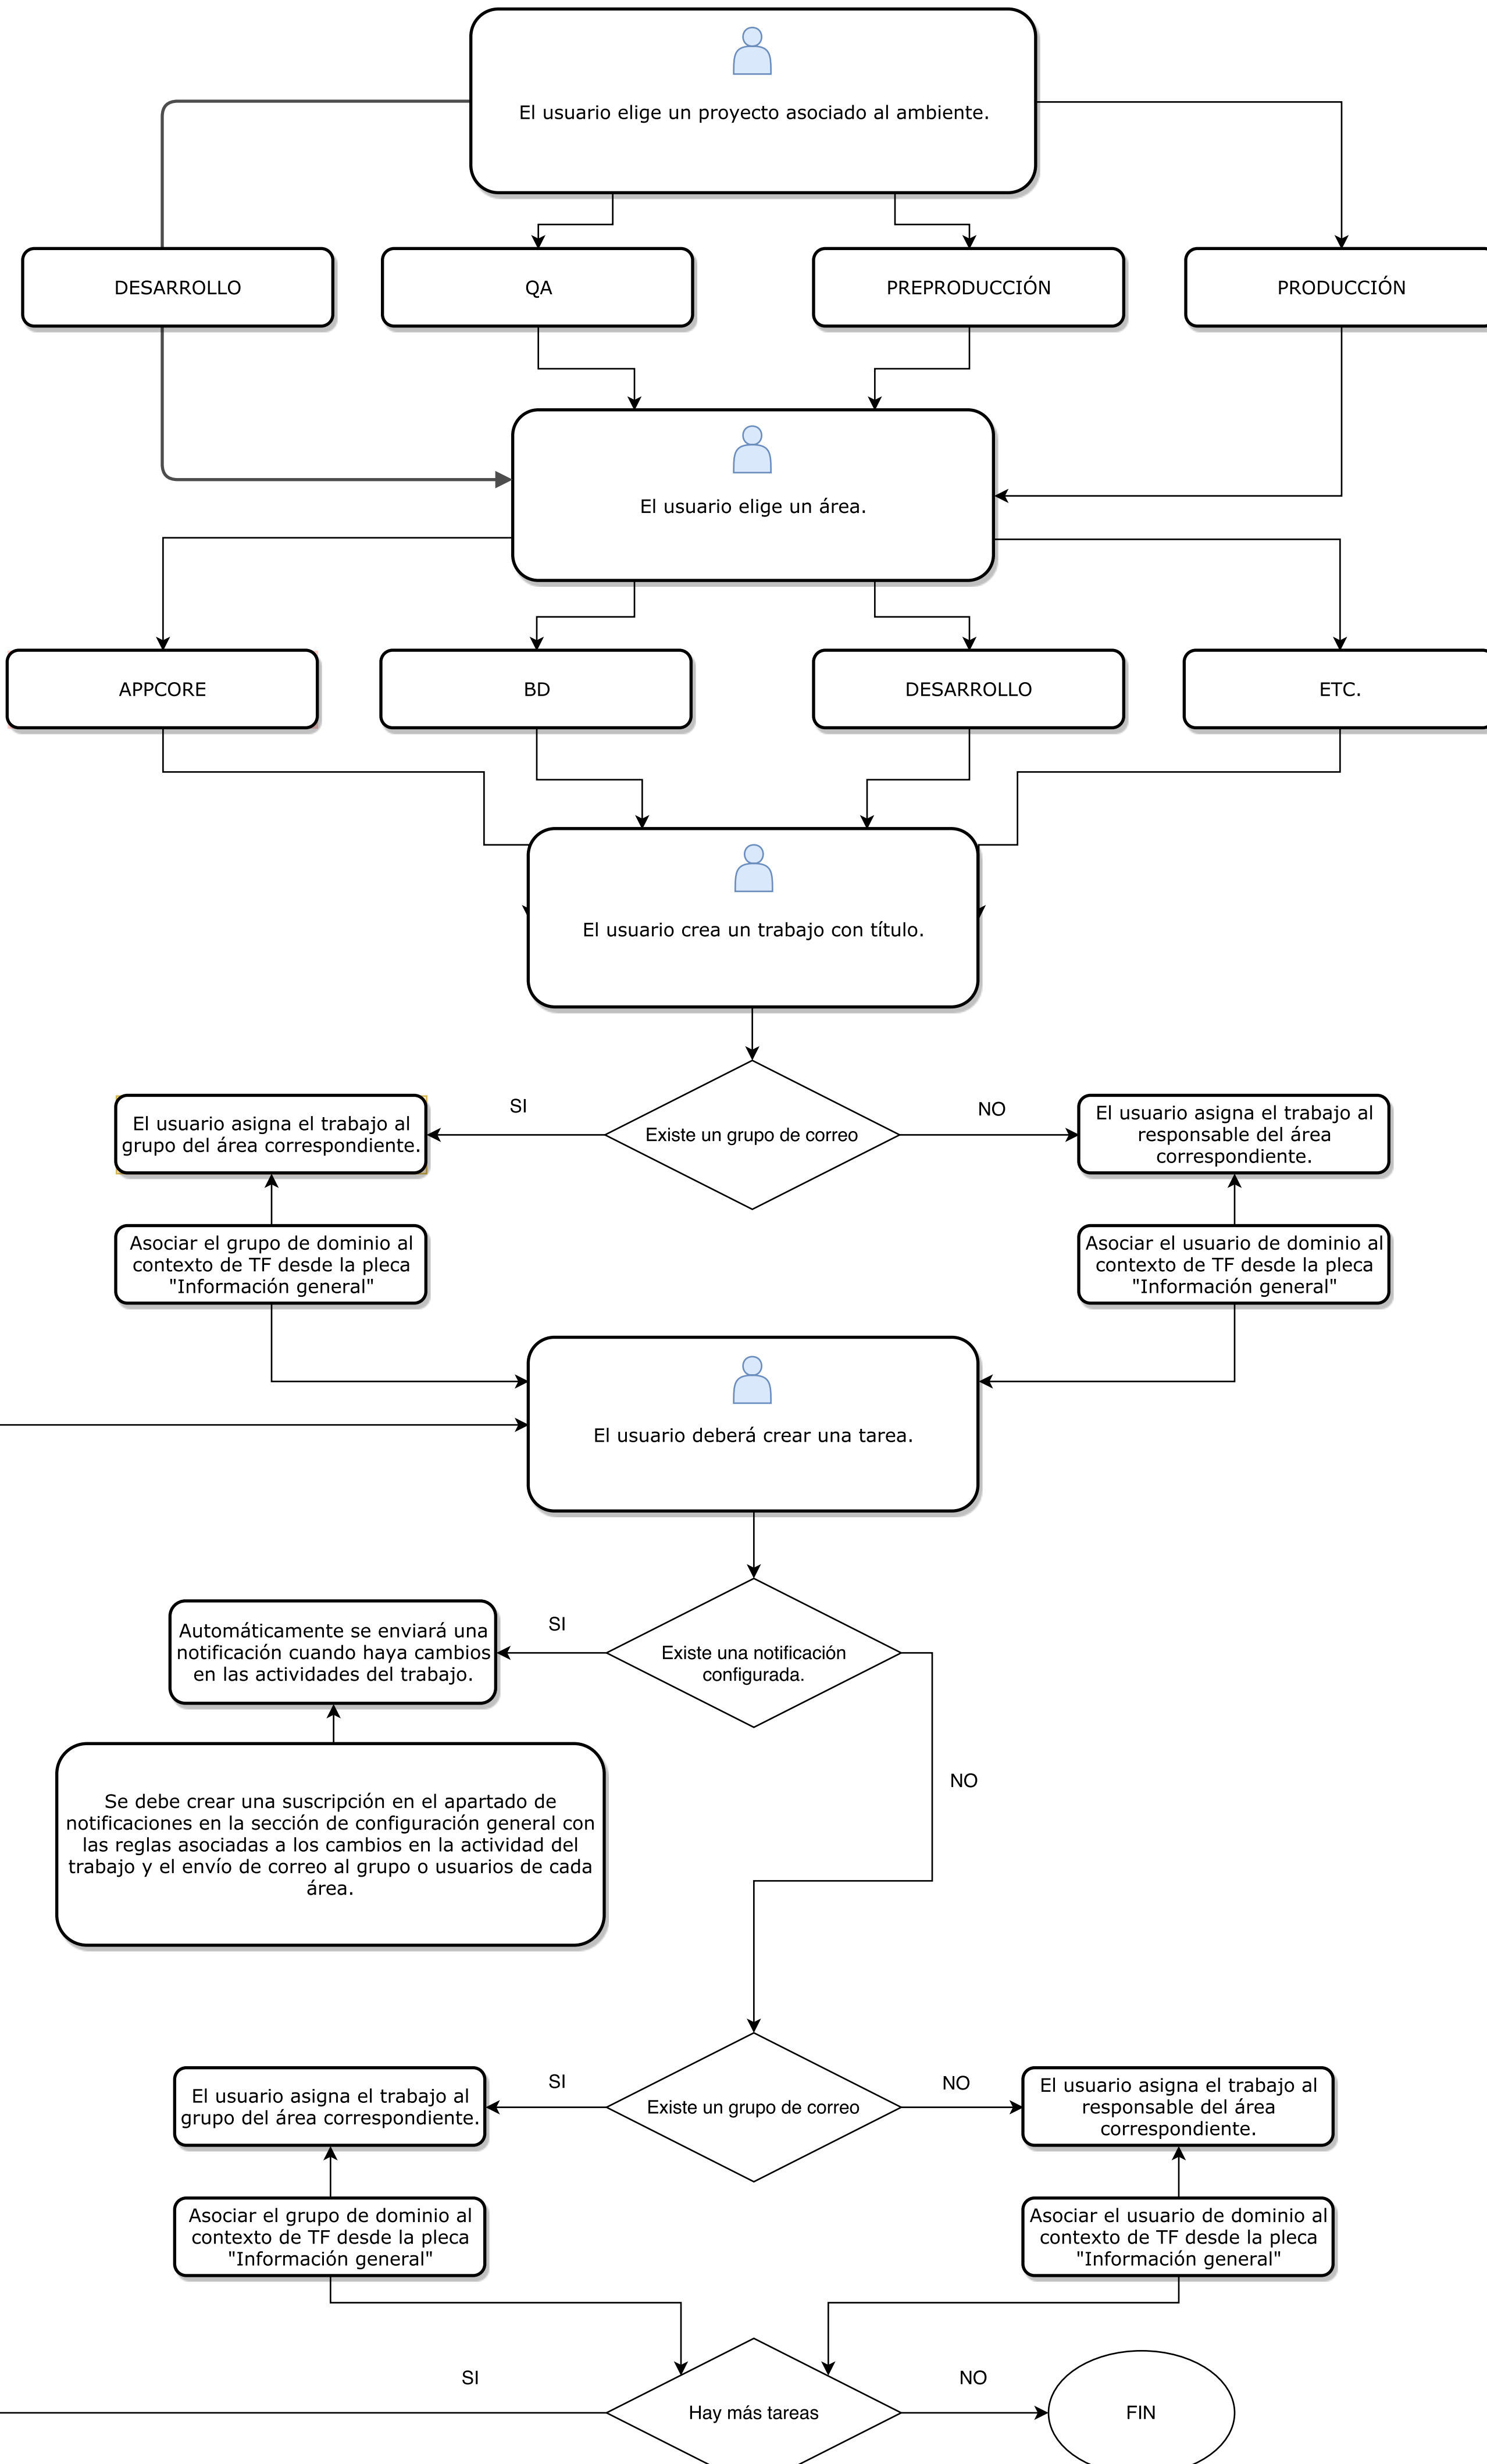 El usuario elige un proyecto asociado al ambiente.
DESARROLLO
QA
PREPRODUCCIÓN
PRODUCCIÓN
El usuario elige un área.
APPCORE
BD
DESARROLLO
ETC.
El usuario crea un trabajo con título.
SI
NO
El usuario asigna el trabajo al
grupo del área correspondiente.
Existe un grupo de correo
El usuario asigna el trabajo al
responsable del área
correspondiente.
Asociar el grupo de dominio al
contexto de TF desde la pleca
"Información general"
Asociar el usuario de dominio al
contexto de TF desde la pleca
"Información general"
El usuario deberá crear una tarea.
SI
Automáticamente se enviará una
notificación cuando haya cambios
en las actividades del trabajo.
Existe una notificación
configurada.
NO
Se debe crear una suscripción en el apartado de
notificaciones en la sección de configuración general con
las reglas asociadas a los cambios en la actividad del
trabajo y el envío de correo al grupo o usuarios de cada
área.
SI
NO
El usuario asigna el trabajo al
grupo del área correspondiente.
Existe un grupo de correo
El usuario asigna el trabajo al
responsable del área
correspondiente.
Asociar el grupo de dominio al
contexto de TF desde la pleca
"Información general"
Asociar el usuario de dominio al
contexto de TF desde la pleca
"Información general"
SI
NO
Hay más tareas
FIN